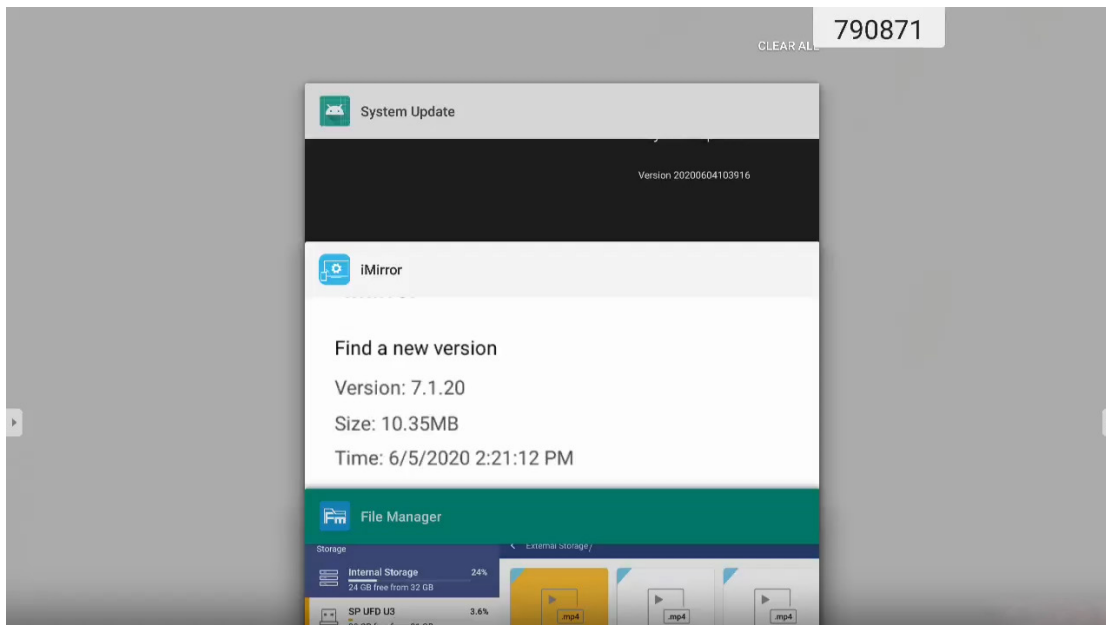 790871
CLEAR ALL
System Update
Version 20200604103916
iMirror
Find a new version
Version: 7.1.20
Size: 10.35MB
Time: 6/5/2020 2:21:12 PM
Fm File Manager
Storage
External Storage/
Internal Storage 24%
24 GB free from 32 GB
SP UFD U3 3.6%
.mp4 .mp4 .mp4